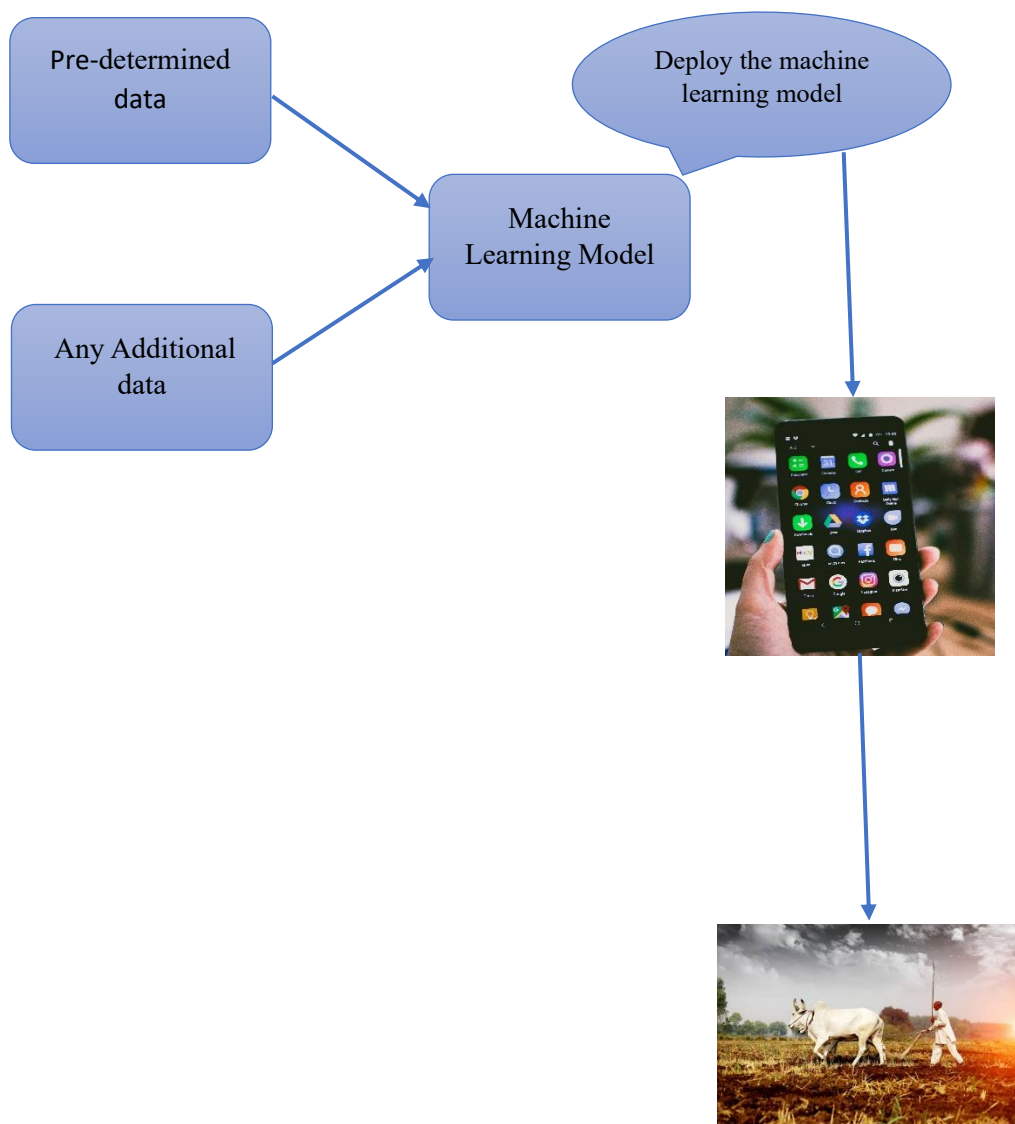 Pre-determined
data
Deploy the machine
learning model
Machine
Learning Model
Any Additional
data